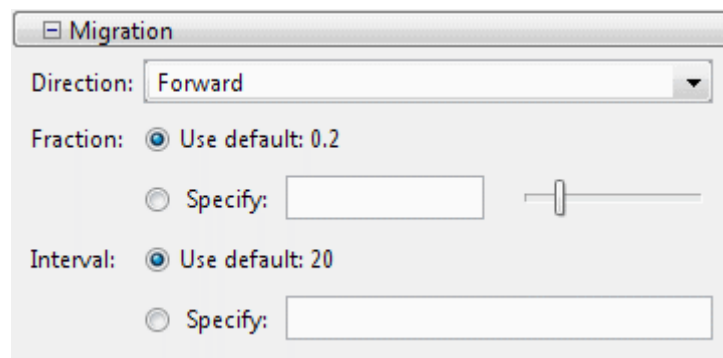 Migration
Direction: Forward
Fraction: Use default: 0.2
Specify:
Interval: Use default: 20
Specify: